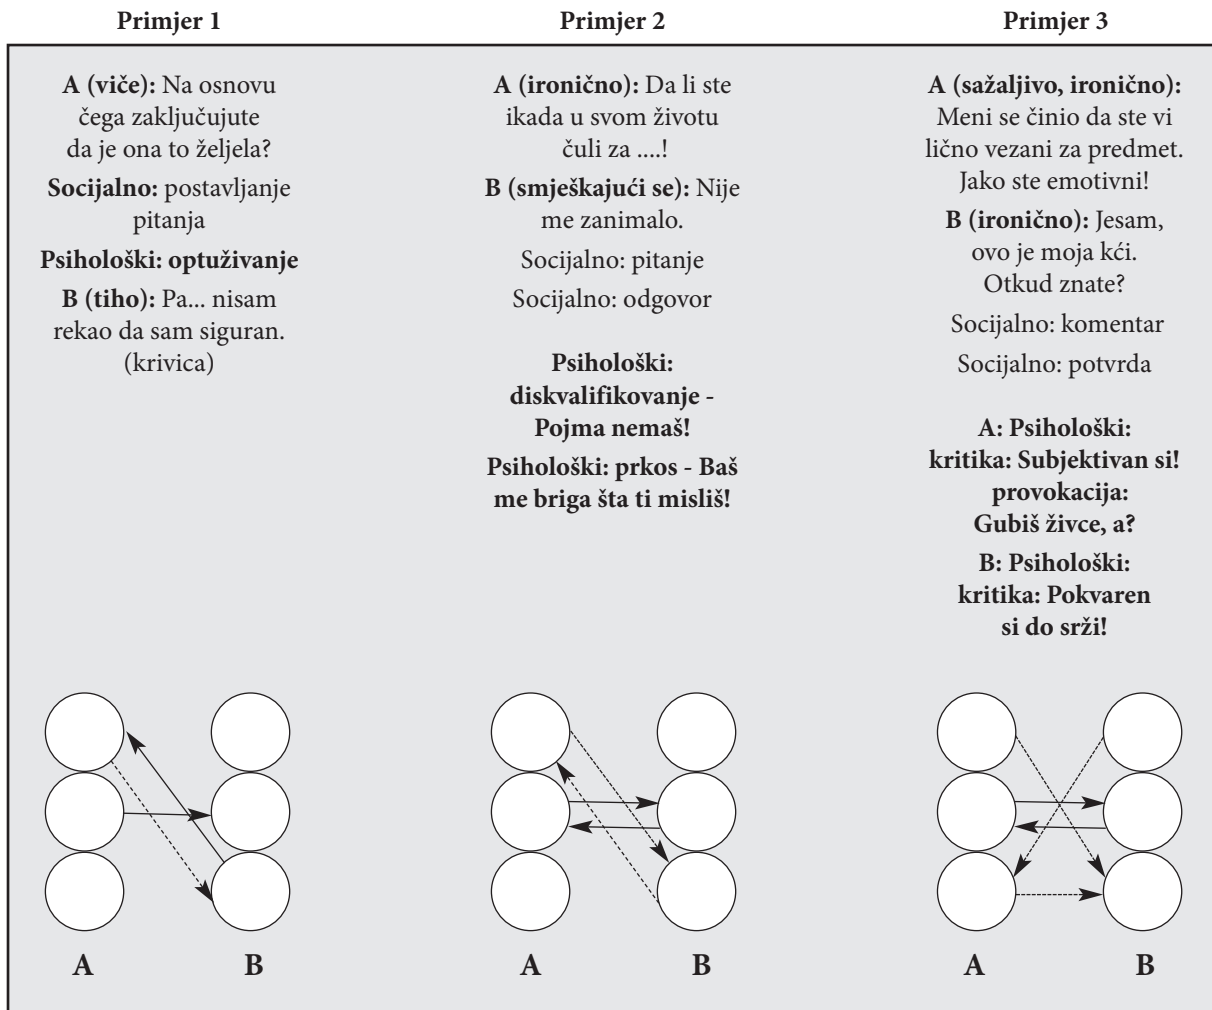 Primjer 1
A (viče): Na osnovu
čega zaključujute
da je ona to željela?
Socijalno: postavljanje
pitanja
Psihološki: optuživanje
B (tiho): Pa... nisam
rekao da sam siguran.
(krivica)
A B
Primjer 2
A (ironično): Da li ste
ikada u svom životu
čuli za ....!
B (smješkajući se): Nije
me zanimalo.
Socijalno: pitanje
Socijalno: odgovor
Psihološki:
diskvalifikovanje -
Pojma nemaš!
Psihološki: prkos - Baš
me briga šta ti misliš!
A B
Primjer 3
A (sažaljivo, ironično):
Meni se činio da ste vi
lično vezani za predmet.
Jako ste emotivni!
B (ironično): Jesam,
ovo je moja kći.
Otkud znate?
Socijalno: komentar
Socijalno: potvrda
A: Psihološki:
kritika: Subjektivan si!
provokacija:
Gubiš živce, a?
B: Psihološki:
kritika: Pokvaren
si do srži!
A B